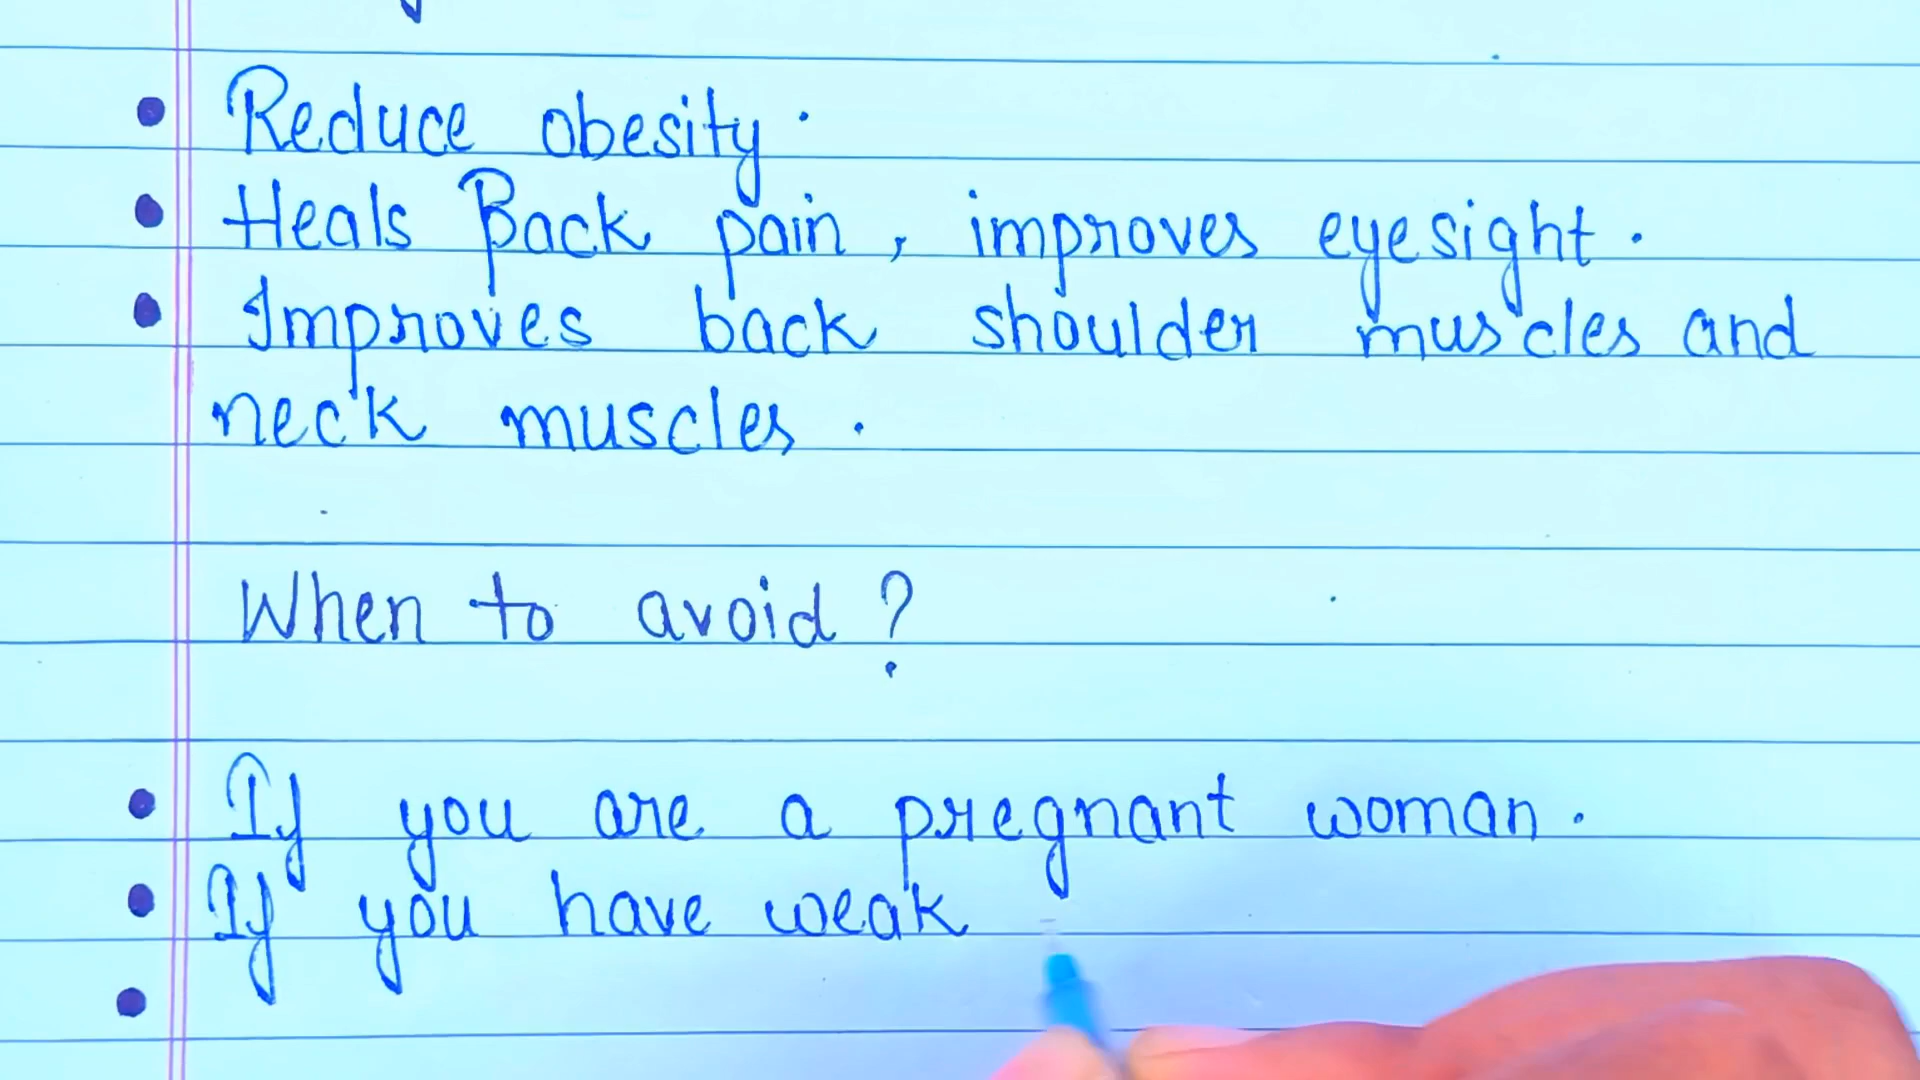 • Reduce obesity.
• Heals Back pain, improves eyesight.
• Improves back shoulder muscles and
neck muscles.
When to avoid?
• If you are a pregnant woman.
• If you have weak
•